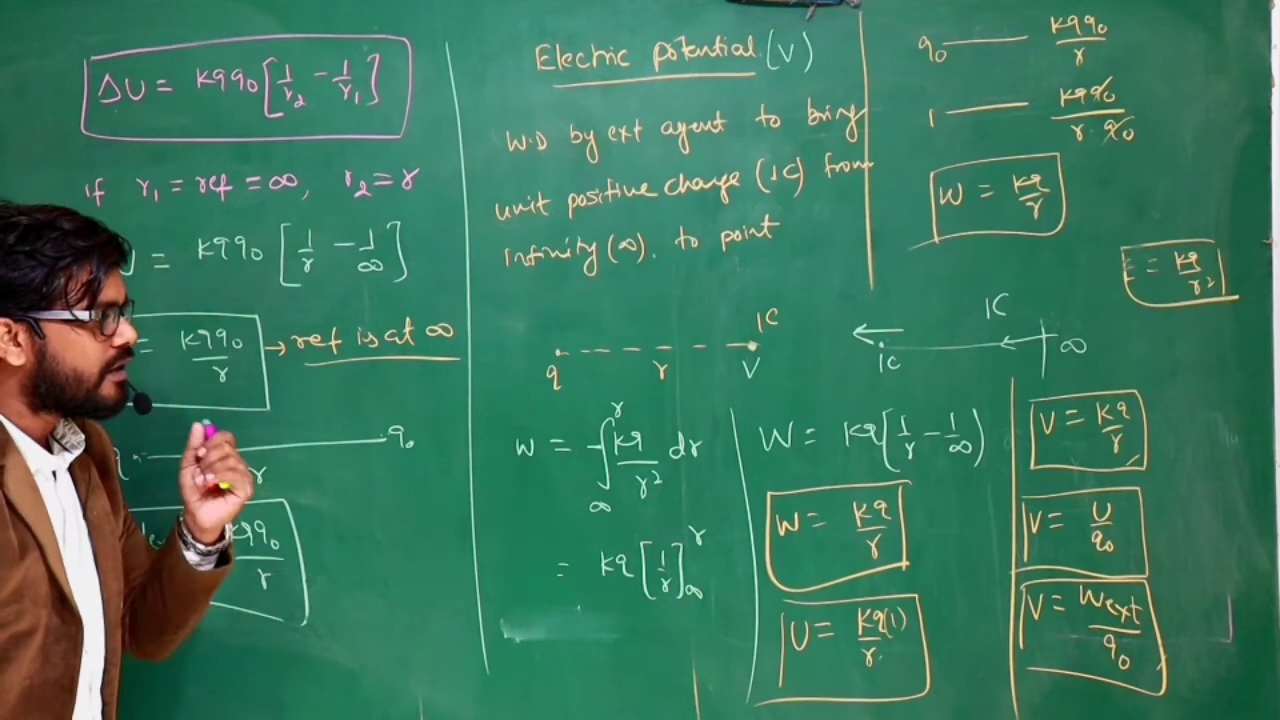 ΔU = Kqq₀[1/r₂ - 1/r₁]
if r₁ = ref = ∞, r₂ = r
= Kqq₀ [1/r - 1/∞]
= Kqq₀/r → ref is at ∞
q r q₀
Kqq₀/r
Electric potential (V)
W.D by ext agent to bring
unit positive charge (1C) from
infinity (∞). to point
q r V 1C
W = ∫∞^r Kq/r² dr
= Kq[1/r]∞^r
q₀ — Kqq₀/r
1 — Kqq₀/r.q₀
W = Kq/r
E = Kq/r²
1C 1C ∞
W = Kq(1/r - 1/∞)
W = Kq/r
U = Kq(1)/r.
V = Kq/r
V = U/q₀
V = Wext/q₀